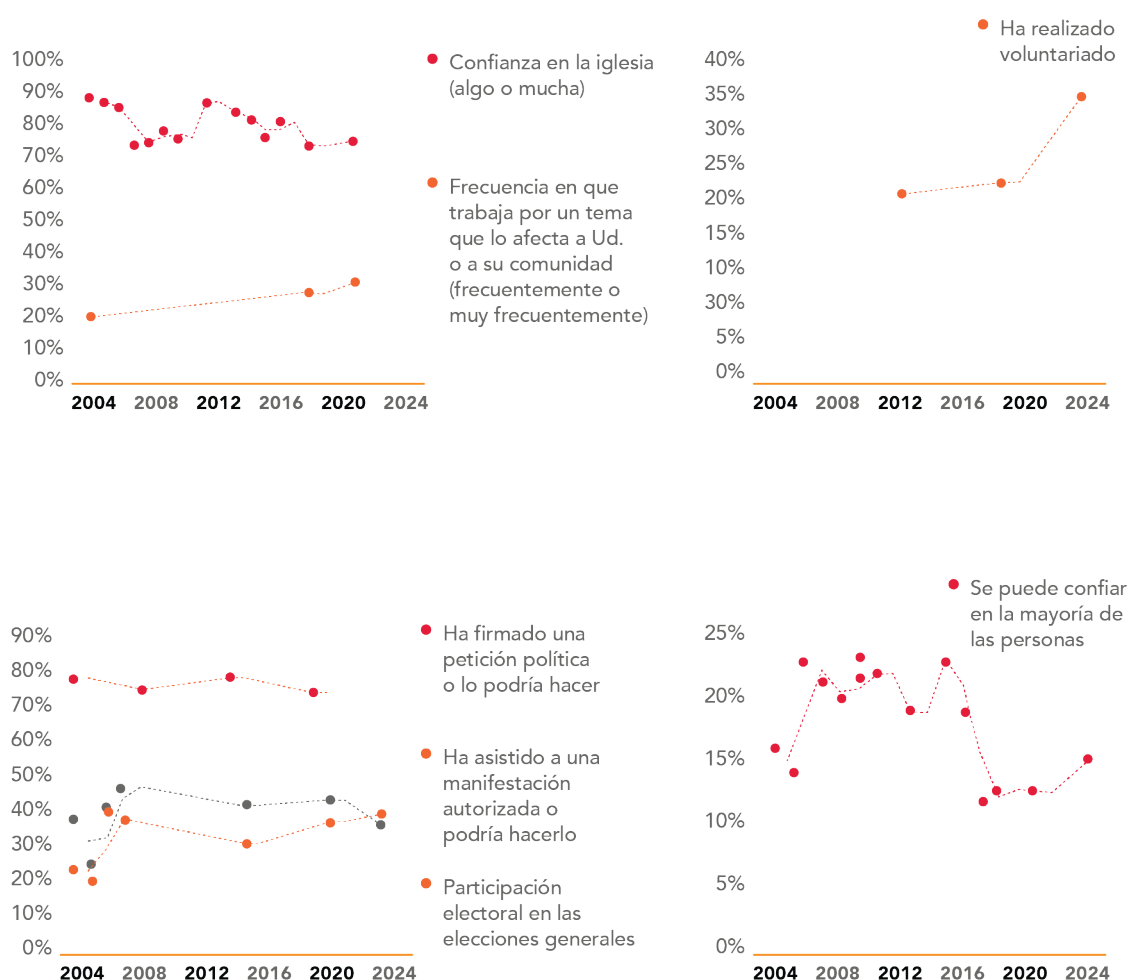 100%
90%
80%
70%
60%
50%
40%
30%
20%
10%
0%
2004 2008 2012 2016 2020 2024
Confianza en la iglesia
(algo o mucha)
Frecuencia en que
trabaja por un tema
que lo afecta a Ud.
o a su comunidad
(frecuentemente o
muy frecuentemente)
Ha realizado
voluntariado
40%
35%
30%
25%
20%
15%
10%
30%
5%
0%
2004 2008 2012 2016 2020 2024
90%
80%
70%
60%
50%
40%
30%
20%
10%
0%
2004 2008 2012 2016 2020 2024
Ha firmado una
petición política
o lo podría hacer
Ha asistido a una
manifestación
autorizada o
podría hacerlo
Participación
electoral en las
elecciones generales
Se puede confiar
en la mayoría de
las personas
25%
20%
15%
10%
5%
0%
2004 2008 2012 2016 2020 2024